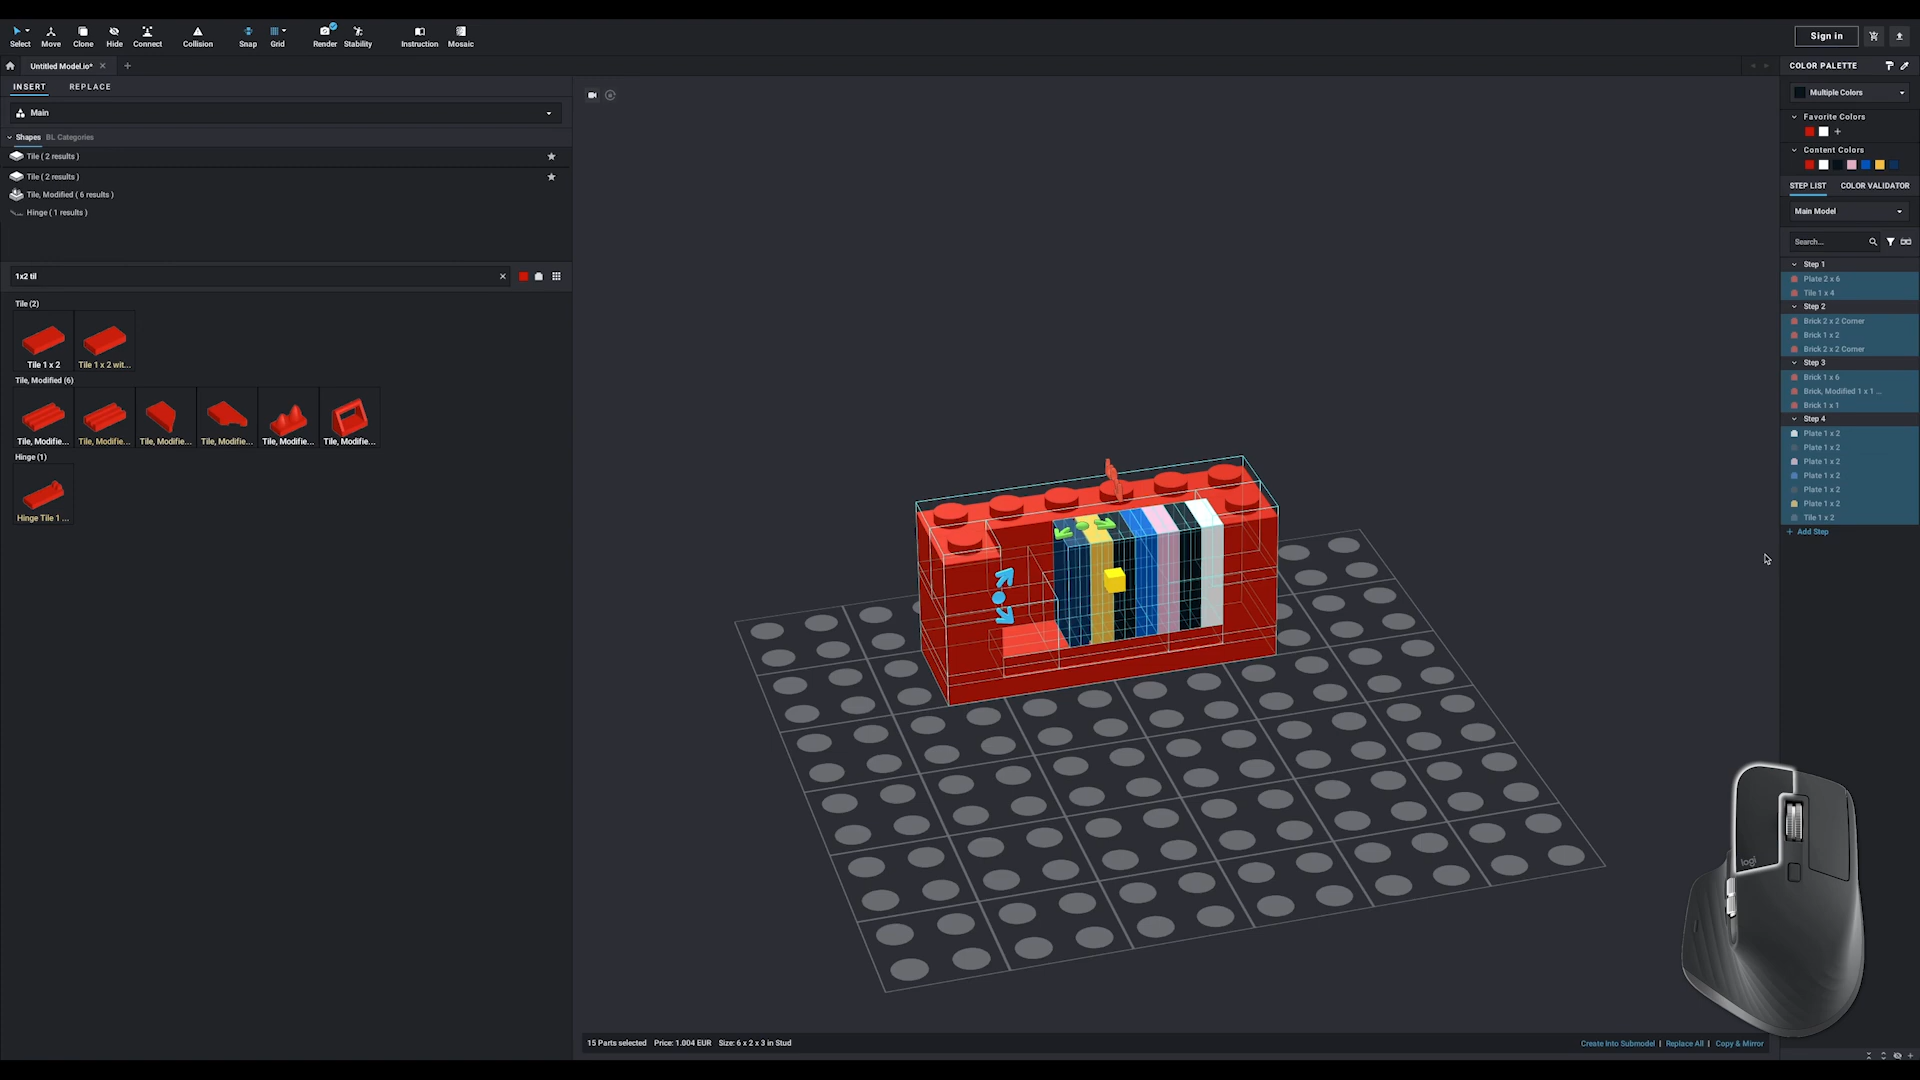 Select
Move
Clone
Hide
Connect
Collision
Snap
Grid
Render
Stability
Instruction
Mosaic
Sign in
Untitled Model.io*
COLOR PALETTE
INSERT
REPLACE
Multiple Colors
Main
Favorite Colors
Shapes
BL Categories
Content Colors
Tile ( 2 results )
Tile ( 2 results )
Tile, Modified ( 6 results )
Hinge ( 1 results )
STEP LIST
COLOR VALIDATOR
Main Model
Search...
1x2 til
Tile (2)
Tile 1 x 2
Tile 1 x 2 wit...
Tile, Modified (6)
Tile, Modifie...
Tile, Modifie...
Tile, Modifie...
Tile, Modifie...
Tile, Modifie...
Tile, Modifie...
Hinge (1)
Hinge Tile 1 ...
Step 1
Plate 2 x 6
Tile 1 x 4
Step 2
Brick 2 x 2 Corner
Brick 1 x 2
Brick 2 x 2 Corner
Step 3
Brick 1 x 6
Brick, Modified 1 x 1 ...
Brick 1 x 1
Step 4
Plate 1 x 2
Plate 1 x 2
Plate 1 x 2
Plate 1 x 2
Plate 1 x 2
Plate 1 x 2
Tile 1 x 2
+ Add Step
logi
15 Parts selected Price: 1.004 EUR Size: 6 x 2 x 3 in Stud
Create Into Submodel | Replace All | Copy & Mirror